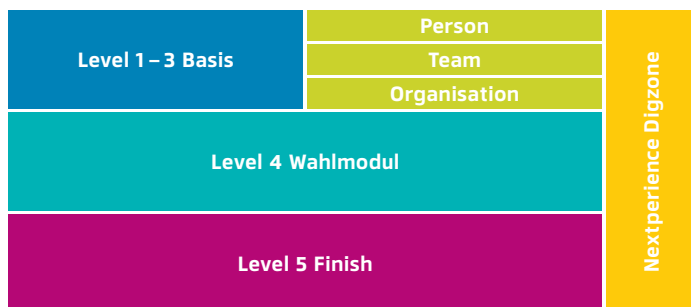 Level 1–3 Basis
Person
Team
Organisation
Level 4 Wahlmodul
Level 5 Finish
Nextperience Digzone